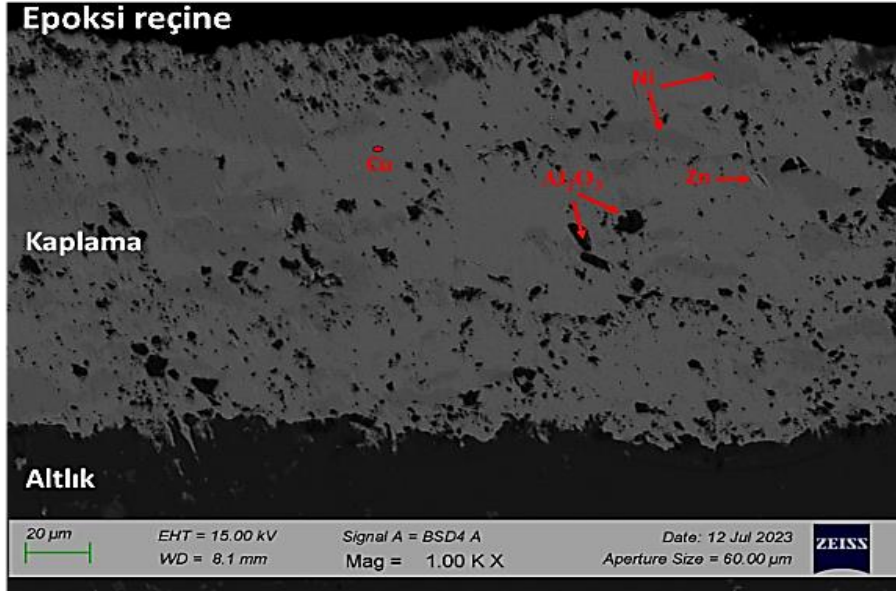 Epoksi reçine
Ni
Cu
Al₂O₃
Zn
Kaplama
Altlık
20 µm
EHT = 15.00 kV
Signal A = BSD4 A
Date: 12 Jul 2023
WD = 8.1 mm
Mag = 1.00 K X
Aperture Size = 60.00 µm
ZEISS